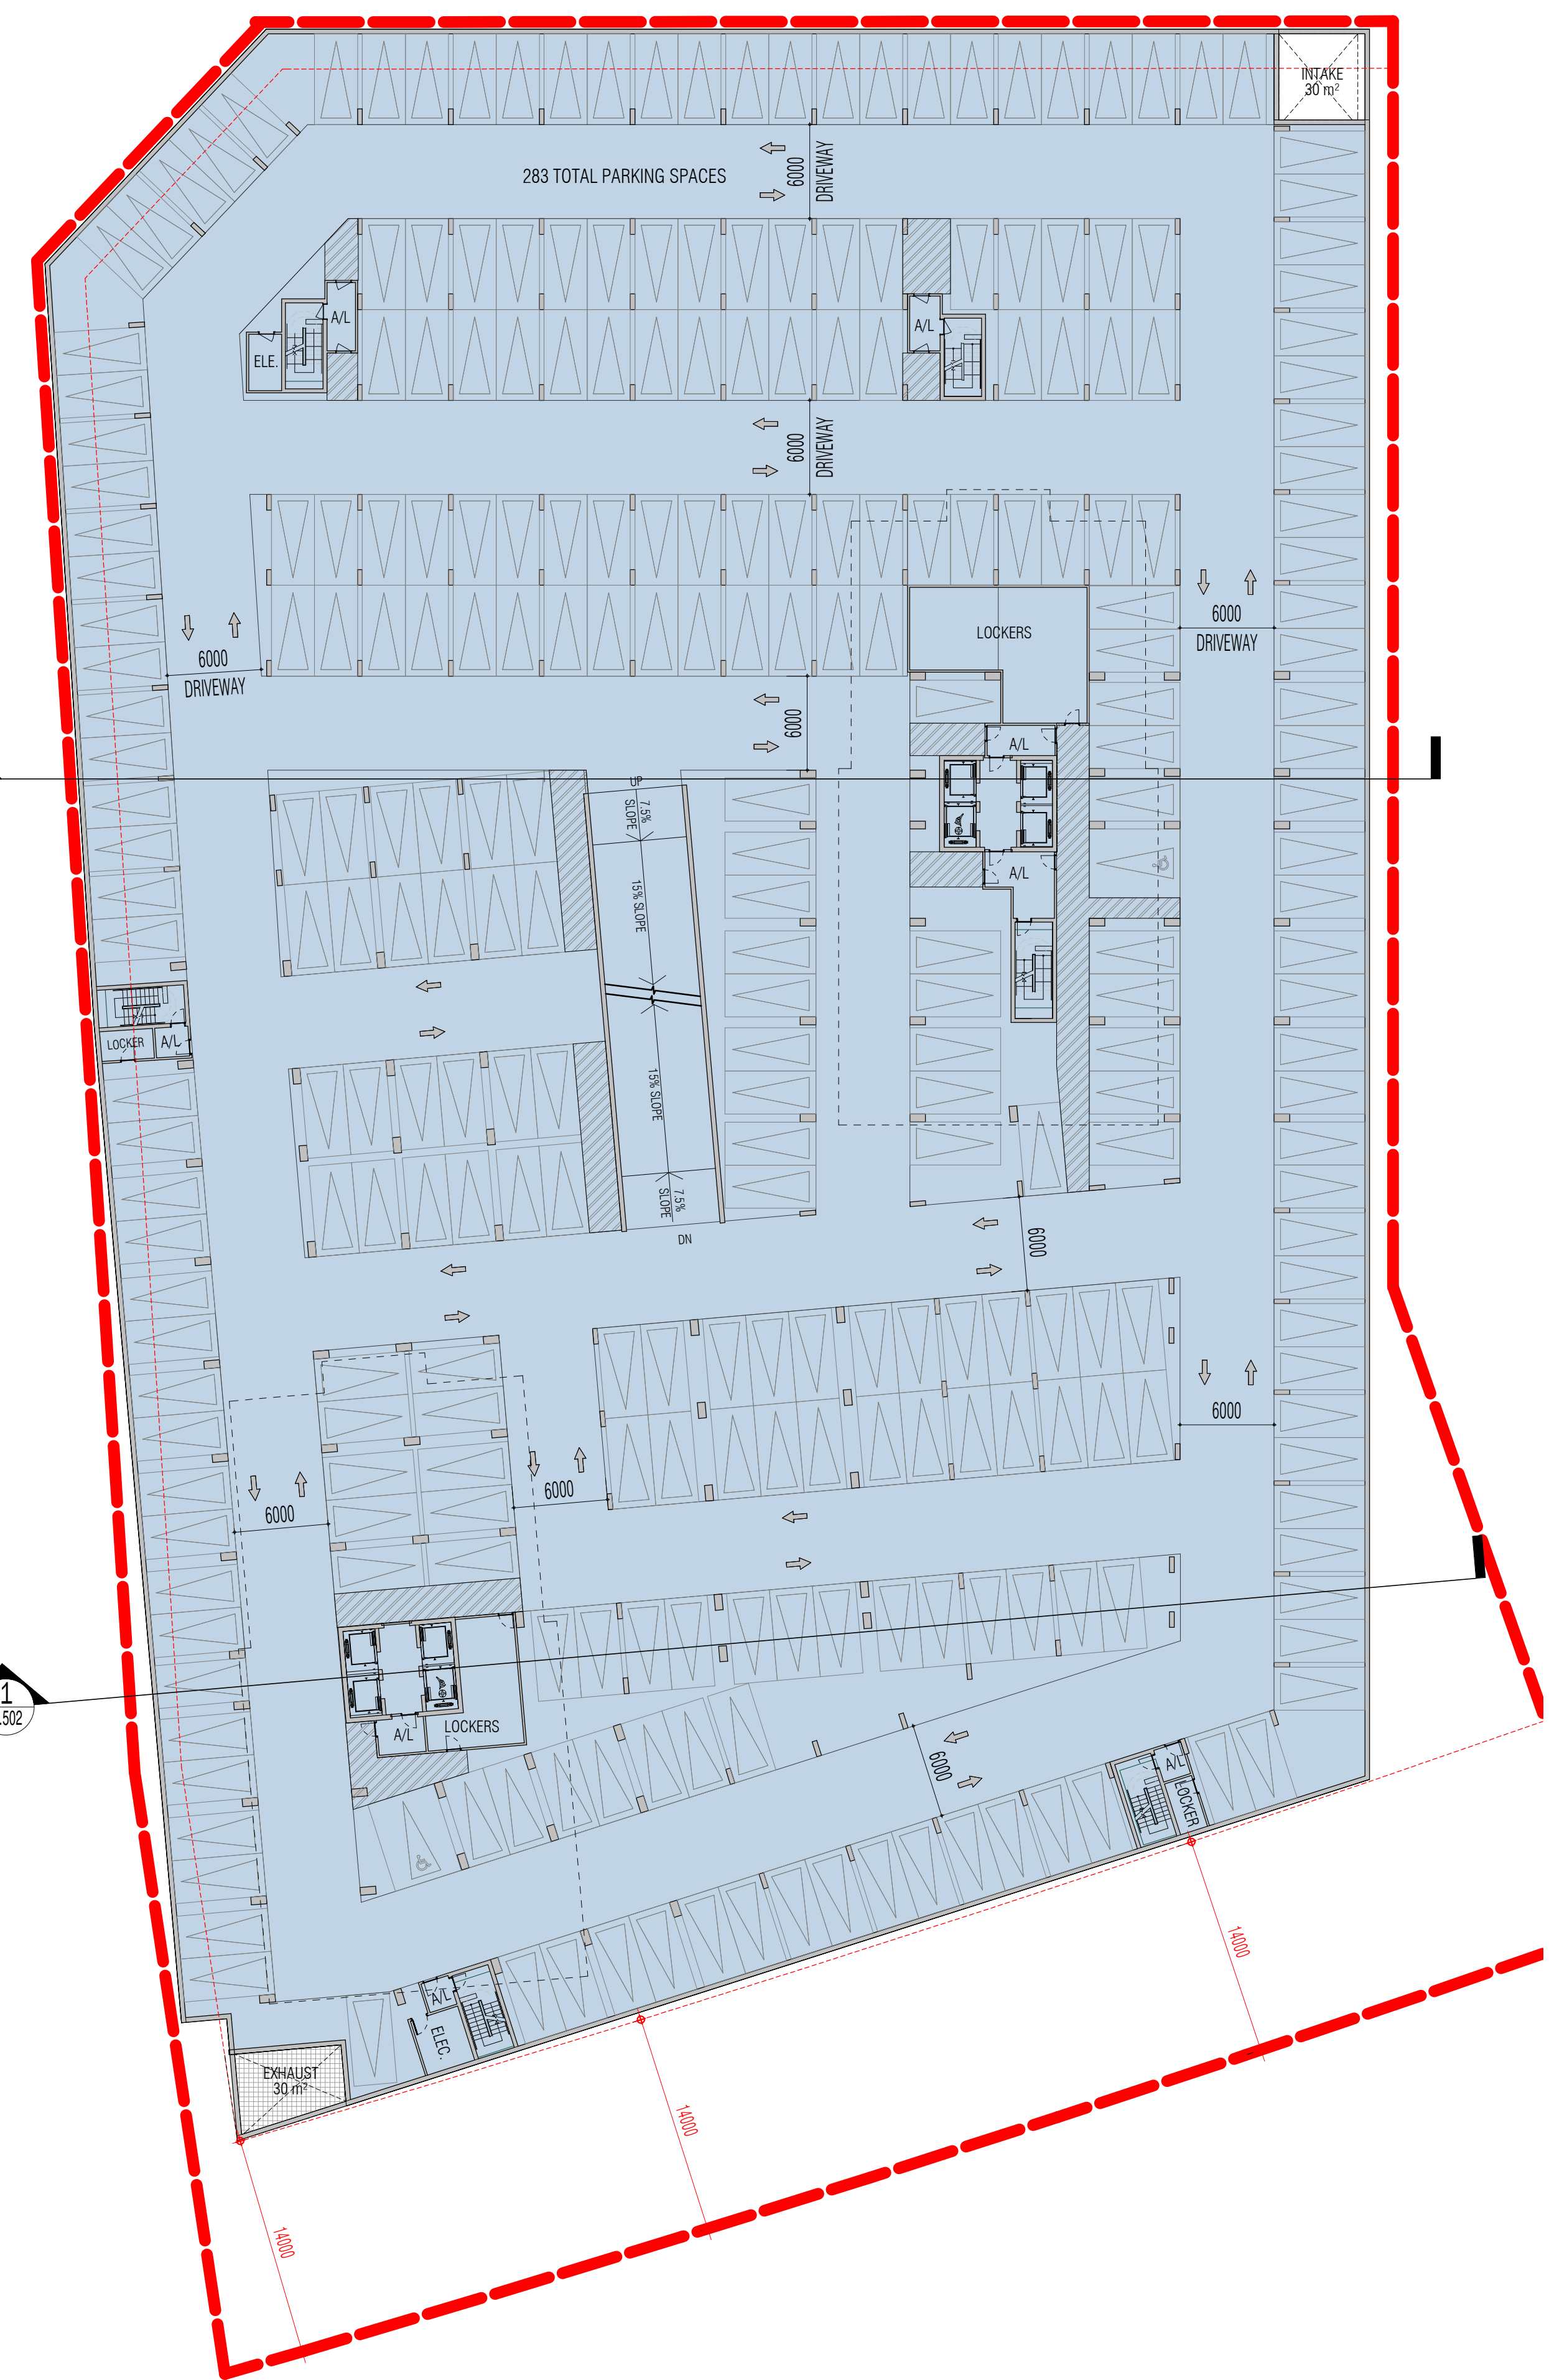 INTAKE
30 m²
6000
DRIVEWAY
283 TOTAL PARKING SPACES
A/L
ELE.
A/L
6000
DRIVEWAY
LOCKERS
6000
DRIVEWAY
6000
DRIVEWAY
6000
A/L
UP
7.5%
SLOPE
15% SLOPE
A/L
LOCKER
A/L
15% SLOPE
7.5%
SLOPE
DN
6000
6000
6000
6000
1
.502
A/L
LOCKERS
6000
A/L
LOCKER
14000
A/L
ELEC.
EXHAUST
30 m²
14000
14000